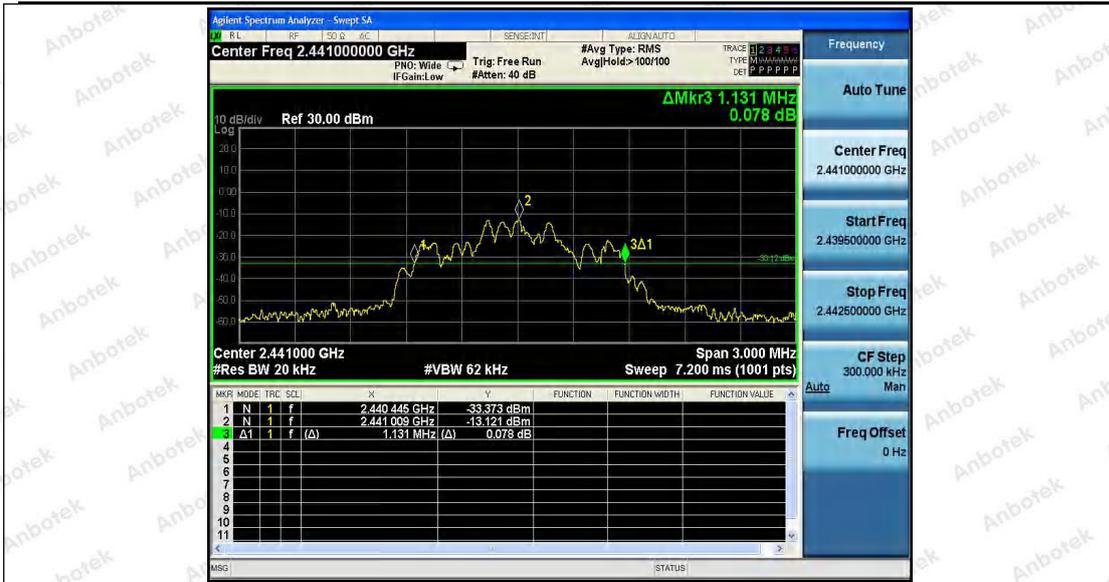 Agilent Spectrum Analyzer - Swept SA
RL RF 50 Ω AC SENSE:INT ALIGNAUTO
Center Freq 2.441000000 GHz
#Avg Type: RMS
TRACE 1 2 3 4 5 6
PNO: Wide
Trig: Free Run
Avg|Hold:>100/100
TYPE
IFGain:Low
#Atten: 40 dB
DET P P P P P P
ΔMkr3 1.131 MHz
0.078 dB
10 dB/div Ref 30.00 dBm
Log
20.0
10.0
0.00
-10.0
-20.0
-30.0
-40.0
-50.0
-60.0
2
3Δ1
Center 2.441000 GHz
Span 3.000 MHz
#Res BW 20 kHz
#VBW 62 kHz
Sweep 7.200 ms (1001 pts)
MKR MODE TRC SCL X Y FUNCTION FUNCTION WIDTH FUNCTION VALUE
1 N 1 f 2.440 445 GHz -33.373 dBm
2 N 1 f 2.441 009 GHz -13.121 dBm
3 Δ1 1 f (Δ) 1.131 MHz (Δ) 0.078 dB
4
5
6
7
8
9
10
11
MSG STATUS
Frequency
Auto Tune
Center Freq
2.441000000 GHz
Start Freq
2.439500000 GHz
Stop Freq
2.442500000 GHz
CF Step
300.000 kHz
Auto Man
Freq Offset
0 Hz
Anbotek